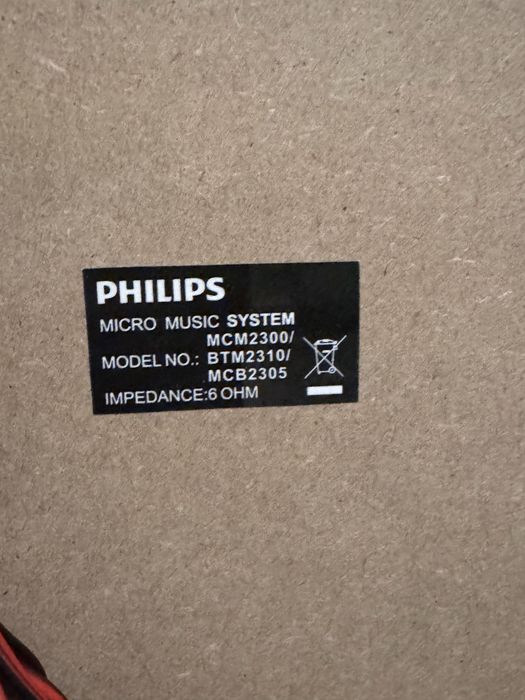 PHILIPS
MICRO MUSIC SYSTEM
MCM2300/
MODEL NO.: BTM2310/
MCB2305
IMPEDANCE:6 OHM